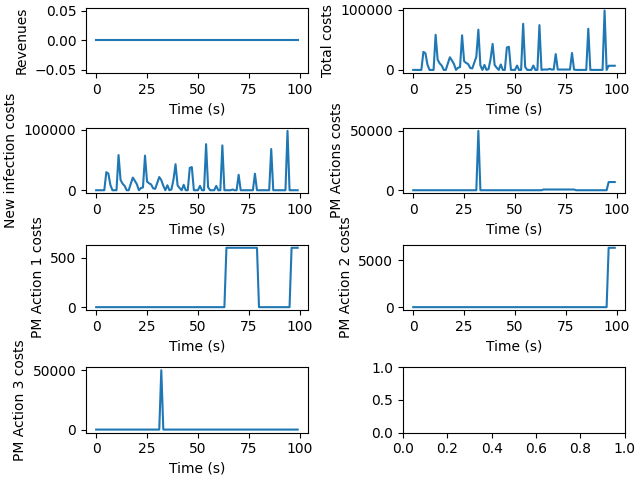 Revenues
0.05
0.00
−0.05
0 25 50 75 100
Time (s)
Total costs
100000
0
0 25 50 75 100
Time (s)
New infection costs
100000
0
0 25 50 75 100
Time (s)
PM Actions costs
50000
0
0 25 50 75 100
Time (s)
PM Action 1 costs
500
0
0 25 50 75 100
Time (s)
PM Action 2 costs
5000
0
0 25 50 75 100
Time (s)
PM Action 3 costs
50000
0
0 25 50 75 100
Time (s)
1.0
0.5
0.0
0.0 0.2 0.4 0.6 0.8 1.0